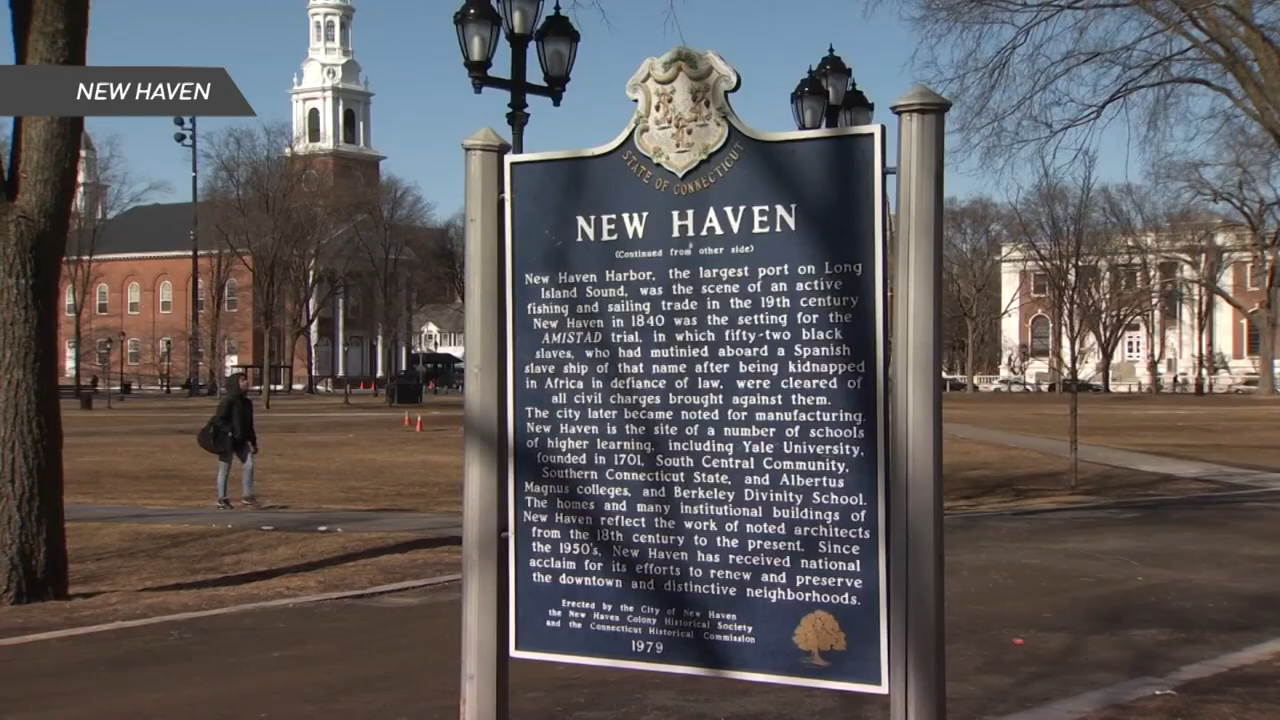 NEW HAVEN
STATE OF CONNECTICUT
NEW HAVEN
(Continued from other side)
New Haven Harbor, the largest port on Long
Island Sound, was the scene of an active
fishing and sailing trade in the 19th century
New Haven in 1840 was the setting for the
AMISTAD trial, in which fifty-two black
slaves, who had mutinied aboard a Spanish
slave ship of that name after being kidnapped
in Africa in defiance of law, were cleared of
all civil charges brought against them.
The city later became noted for manufacturing.
New Haven is the site of a number of schools
of higher learning, including Yale University,
founded in 1701, South Central Community,
Southern Connecticut State, and Albertus
Magnus colleges, and Berkeley Divinity School.
The homes and many institutional buildings of
New Haven reflect the work of noted architects
from the 18th century to the present. Since
the 1950's, New Haven has received national
acclaim for its efforts to renew and preserve
the downtown and distinctive neighborhoods.
Erected by the City of New Haven
the New Haven Colony Historical Society
and the Connecticut Historical Commission
1979